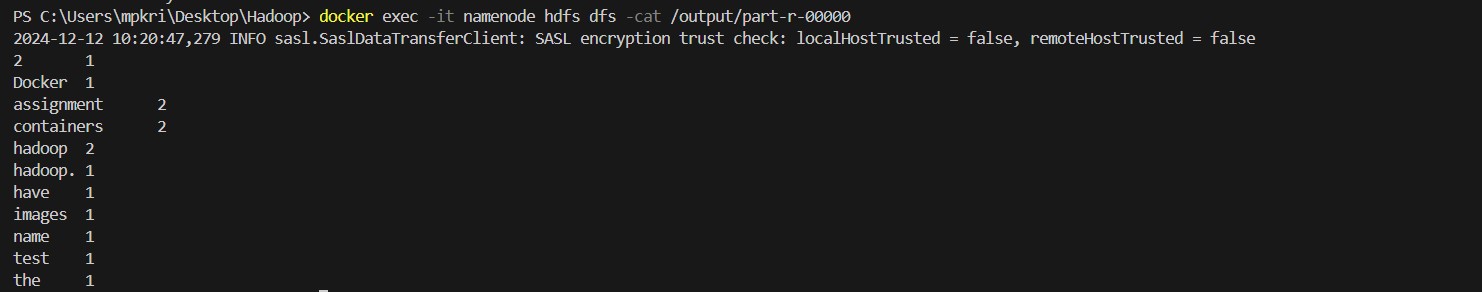 PS C:\Users\mpkri\Desktop\Hadoop> docker exec -it namenode hdfs dfs -cat /output/part-r-00000
2024-12-12 10:20:47,279 INFO sasl.SaslDataTransferClient: SASL encryption trust check: localHostTrusted = false, remoteHostTrusted = false
2       1
Docker  1
assignment      2
containers      2
hadoop  2
hadoop. 1
have    1
images  1
name    1
test    1
the     1